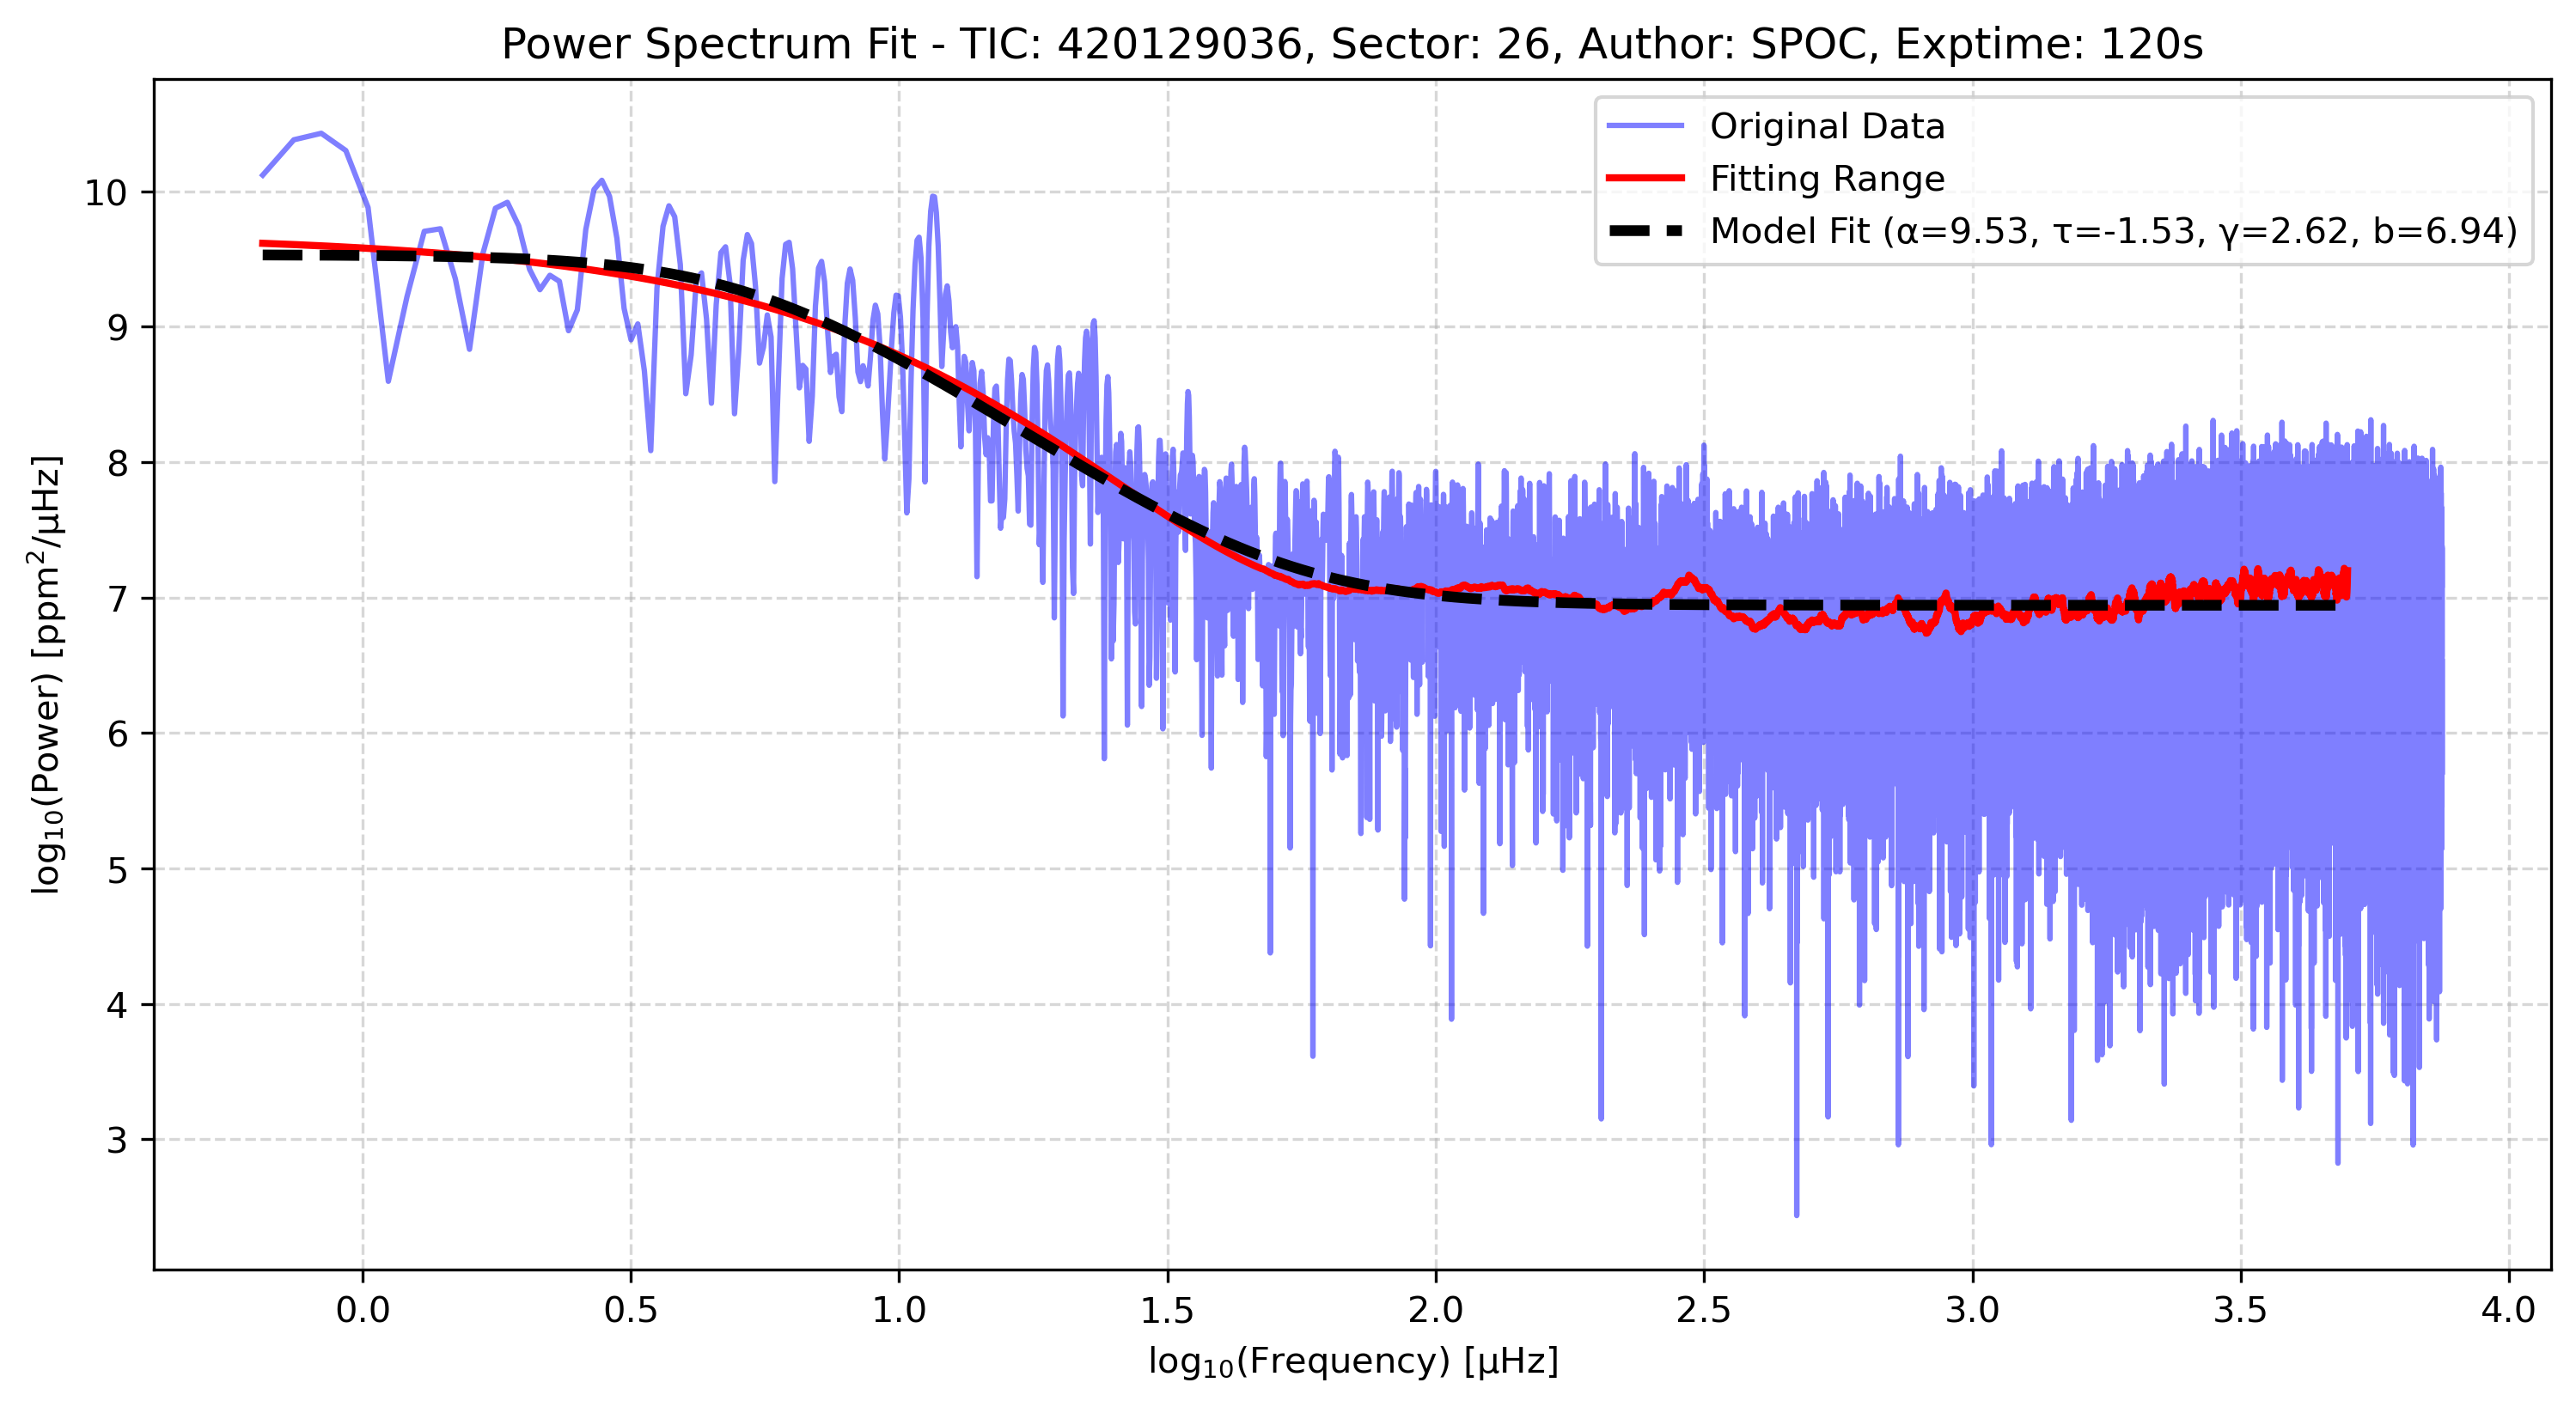 Power Spectrum Fit - TIC: 420129036, Sector: 26, Author: SPOC, Exptime: 120s
Original Data
Fitting Range
Model Fit (α=9.53, τ=-1.53, γ=2.62, b=6.94)
log₁₀(Power) [ppm²/μHz]
10
9
8
7
6
5
4
3
0.0 0.5 1.0 1.5 2.0 2.5 3.0 3.5 4.0
log₁₀(Frequency) [μHz]